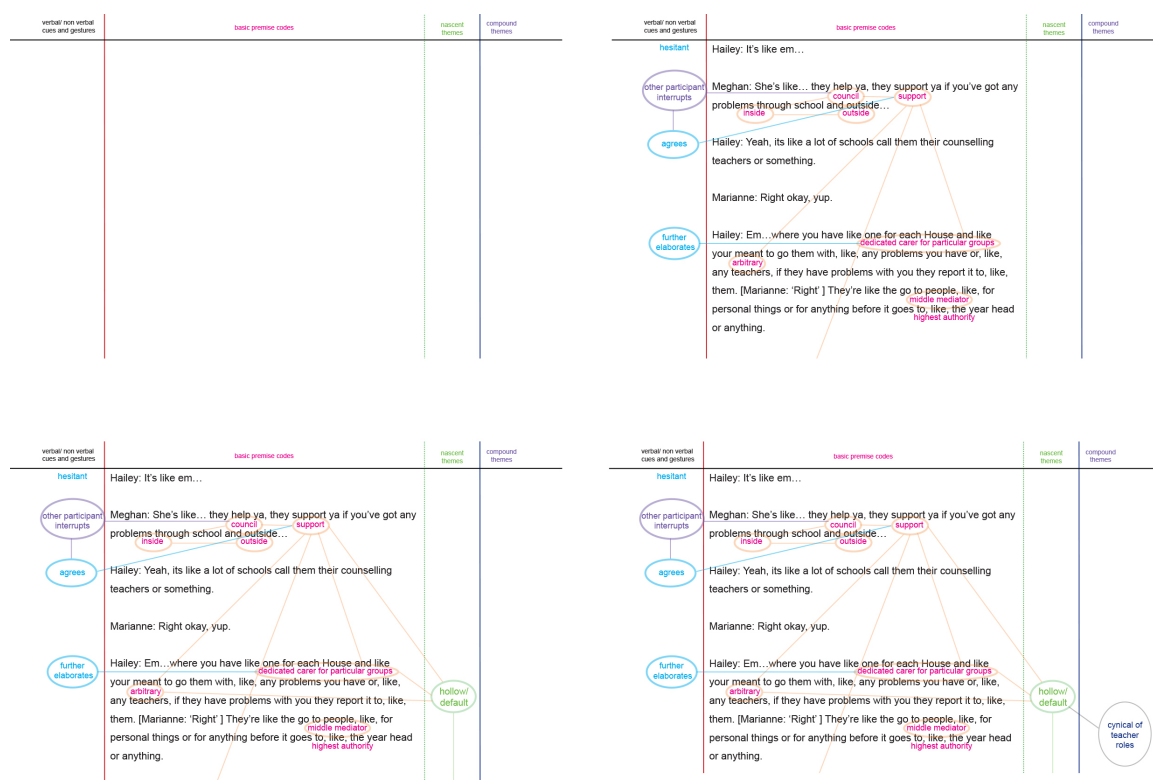 verbal/ non verbal
cues and gestures
basic premise codes
nascent
themes
compound
themes
verbal/ non verbal
cues and gestures
basic premise codes
nascent
themes
compound
themes
hesitant
Hailey: It's like em…
other participant
interrupts
Meghan: She's like… they help ya, they support ya if you've got any
council
support
problems through school and outside…
inside
outside
agrees
Hailey: Yeah, its like a lot of schools call them their counselling
teachers or something.
Marianne: Right okay, yup.
further
elaborates
Hailey: Em…where you have like one for each House and like
dedicated carer for particular groups
your meant to go them with, like, any problems you have or, like,
arbitrary
any teachers, if they have problems with you they report it to, like,
them. [Marianne: 'Right' ] They're like the go to people, like, for
middle mediator
personal things or for anything before it goes to, like, the year head
highest authority
or anything.
verbal/ non verbal
cues and gestures
basic premise codes
nascent
themes
compound
themes
hesitant
Hailey: It's like em…
other participant
interrupts
Meghan: She's like… they help ya, they support ya if you've got any
council
support
problems through school and outside…
inside
outside
agrees
Hailey: Yeah, its like a lot of schools call them their counselling
teachers or something.
Marianne: Right okay, yup.
further
elaborates
Hailey: Em…where you have like one for each House and like
dedicated carer for particular groups
your meant to go them with, like, any problems you have or, like,
arbitrary
any teachers, if they have problems with you they report it to, like,
hollow/
default
them. [Marianne: 'Right' ] They're like the go to people, like, for
middle mediator
personal things or for anything before it goes to, like, the year head
highest authority
or anything.
verbal/ non verbal
cues and gestures
basic premise codes
nascent
themes
compound
themes
hesitant
Hailey: It's like em…
other participant
interrupts
Meghan: She's like… they help ya, they support ya if you've got any
council
support
problems through school and outside…
inside
outside
agrees
Hailey: Yeah, its like a lot of schools call them their counselling
teachers or something.
Marianne: Right okay, yup.
further
elaborates
Hailey: Em…where you have like one for each House and like
dedicated carer for particular groups
your meant to go them with, like, any problems you have or, like,
arbitrary
any teachers, if they have problems with you they report it to, like,
hollow/
default
them. [Marianne: 'Right' ] They're like the go to people, like, for
middle mediator
personal things or for anything before it goes to, like, the year head
highest authority
or anything.
cynical of
teacher
roles